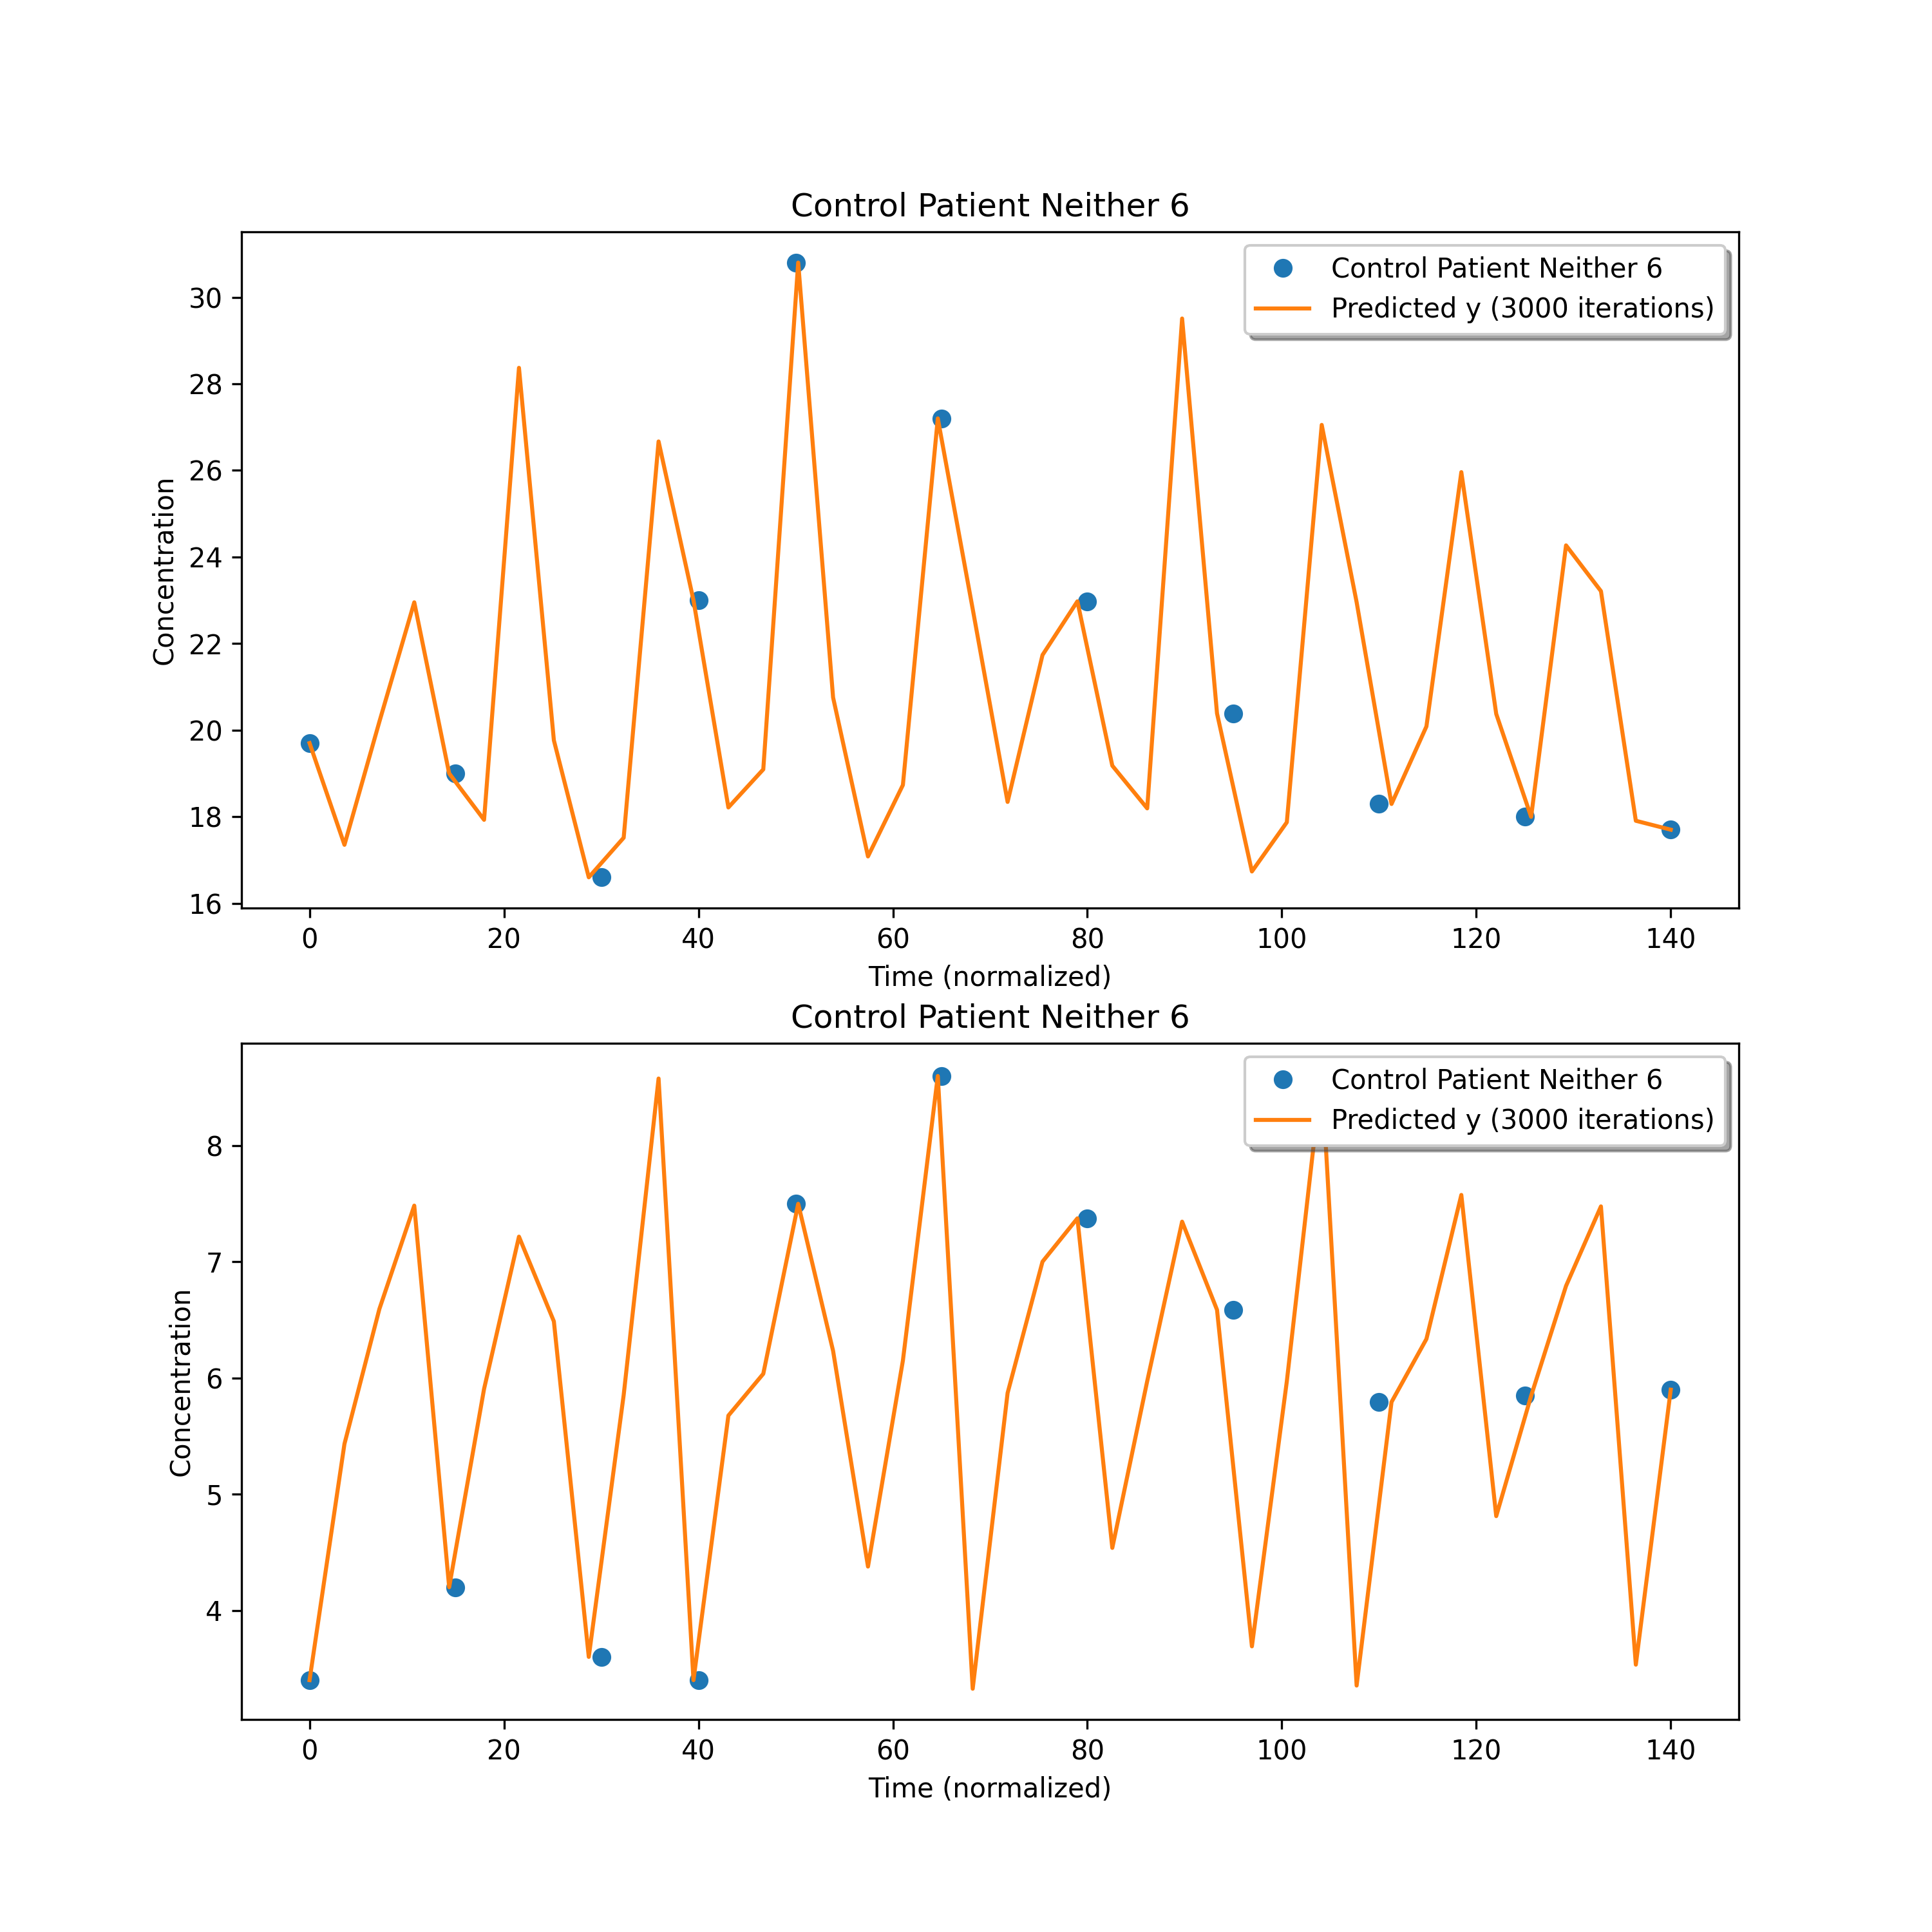 Control Patient Neither 6
Control Patient Neither 6
Predicted y (3000 iterations)
30
28
26
24
22
20
18
16
Concentration
0 20 40 60 80 100 120 140
Time (normalized)
Control Patient Neither 6
Control Patient Neither 6
Predicted y (3000 iterations)
8
7
6
5
4
Concentration
0 20 40 60 80 100 120 140
Time (normalized)